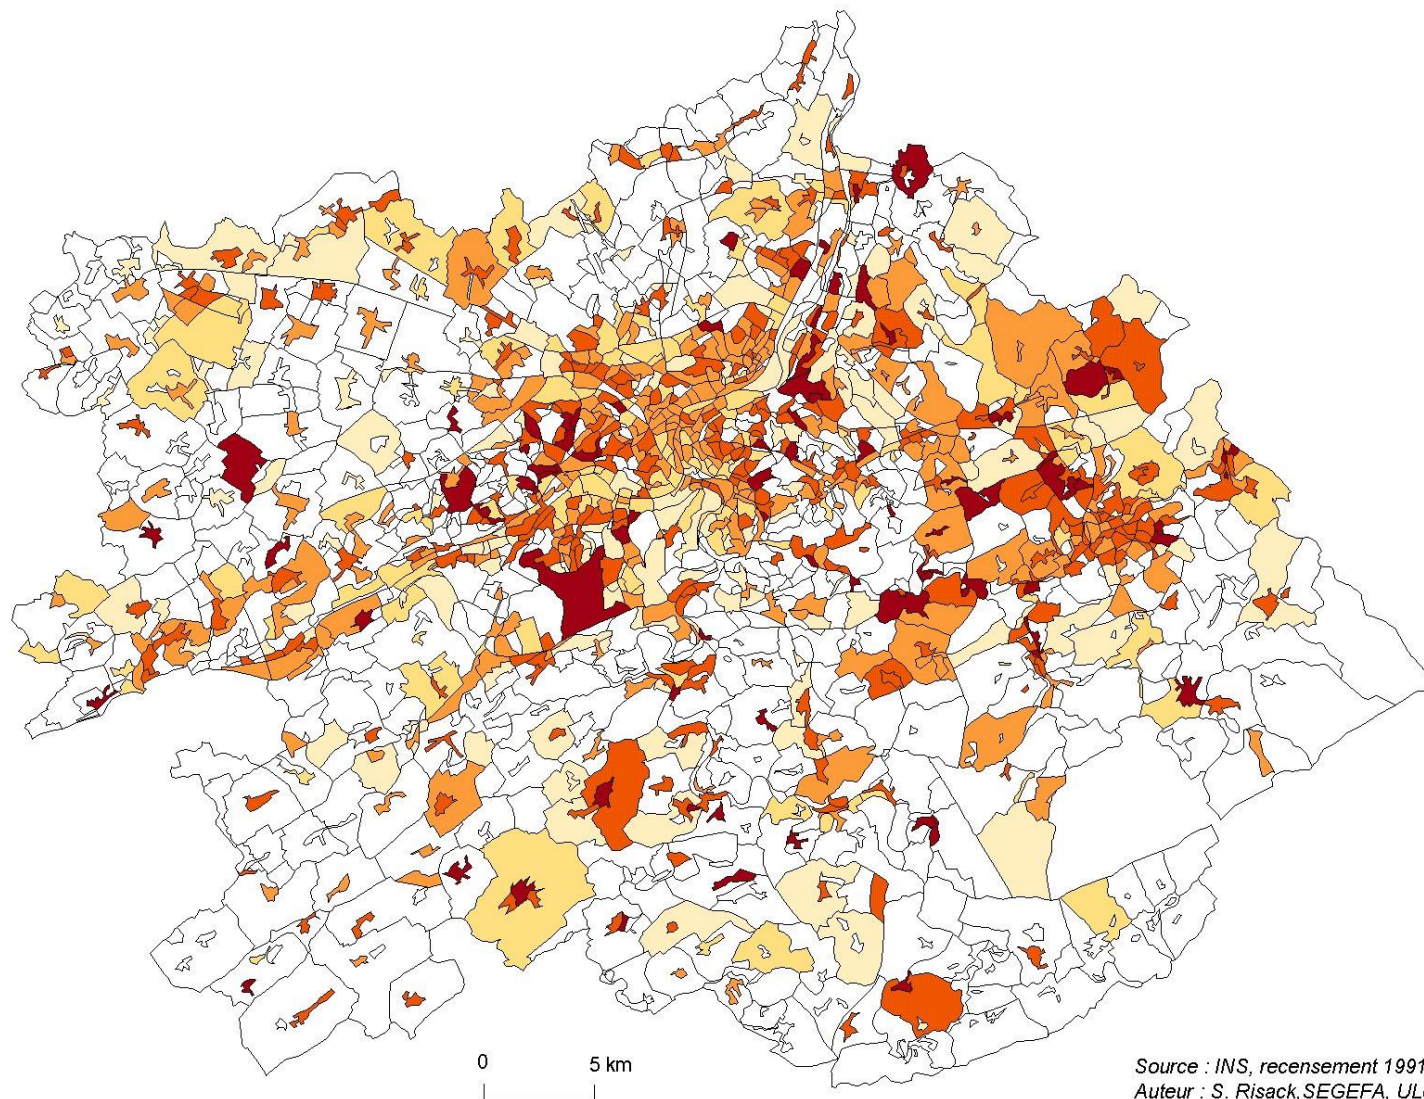 0 5 km
Source : INS, recensement 1991
Auteur : S. Risack, SEGEFA,